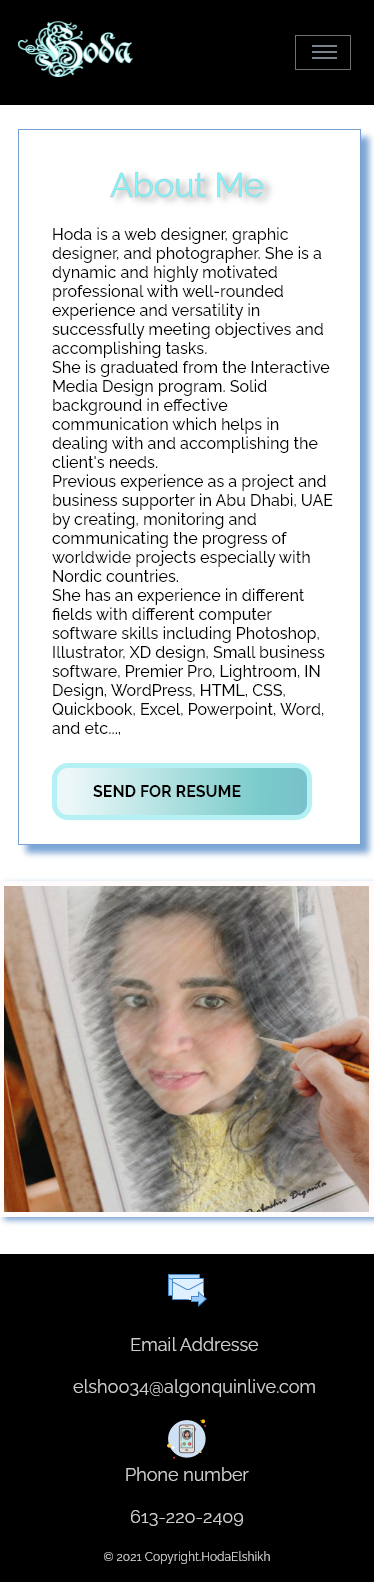 Hoda
About Me
Hoda is a web designer, graphic
designer, and photographer. She is a
dynamic and highly motivated
professional with well-rounded
experience and versatility in
successfully meeting objectives and
accomplishing tasks.
She is graduated from the Interactive
Media Design program. Solid
background in effective
communication which helps in
dealing with and accomplishing the
client's needs.
Previous experience as a project and
business supporter in Abu Dhabi, UAE
by creating, monitoring and
communicating the progress of
worldwide projects especially with
Nordic countries.
She has an experience in different
fields with different computer
software skills including Photoshop,
Illustrator, XD design, Small business
software, Premier Pro, Lightroom, IN
Design, WordPress, HTML, CSS,
Quickbook, Excel, Powerpoint, Word,
and etc...,
SEND FOR RESUME
Email Addresse
elsh0034@algonquinlive.com
Phone number
613-220-2409
© 2021 Copyright.HodaElshikh